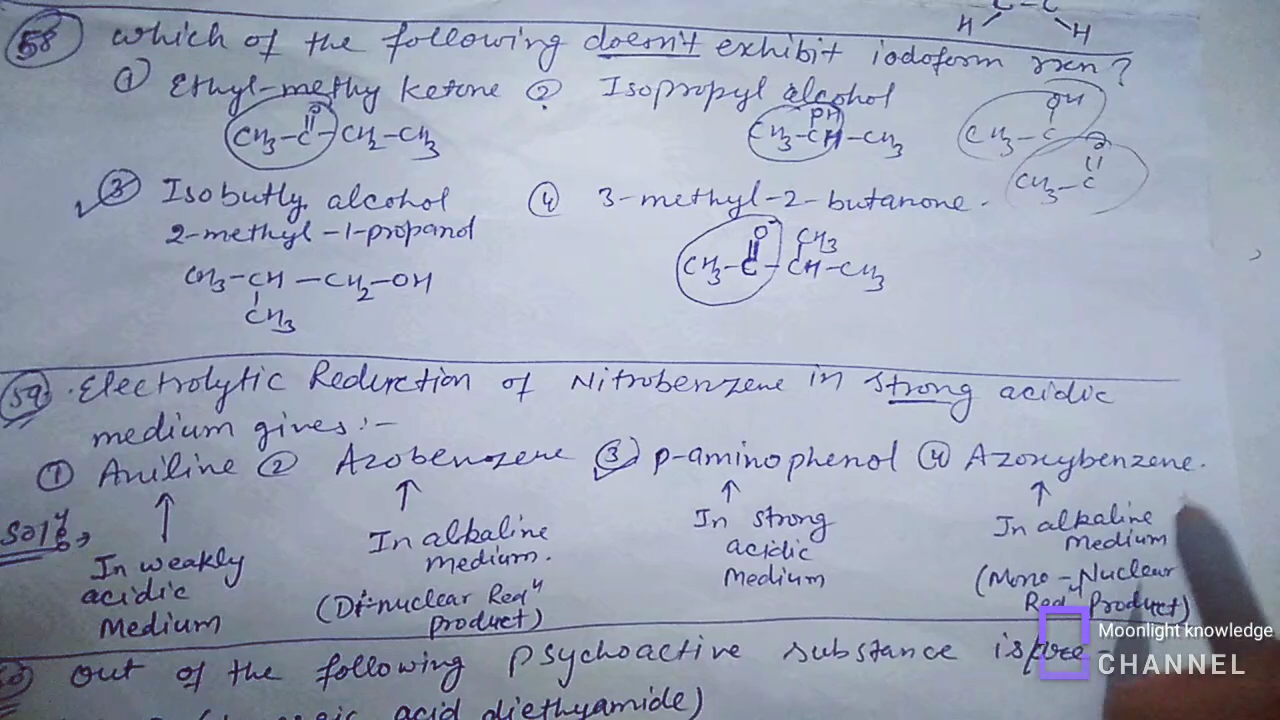 H C - C H
58 which of the following doesn't exhibit iodoform rxn?
① Ethyl-methy ketone ② Isopropyl alcohol
CH3-C(=O)-CH2-CH3 CH3-CH(OH)-CH3 CH3-C-OH
CH3-C=O
③ Isobutly alcohol ④ 3-methyl-2-butanone.
2-methyl-1-propanol
CH3-CH-CH2-OH
CH3
CH3-C(=O)-CH(CH3)-CH3
59 Electrolytic Reduction of Nitrobenzene in strong acidic
medium gives :-
① Aniline ② Azobenzene ③ p-aminophenol ④ Azoxybenzene.
Solⁿ
In weakly
acidic
Medium
In alkaline
medium.
(Di-nuclear Reqⁿ
product)
In strong
acidic
Medium
In alkaline
Medium
(Mono-Nuclear
Reqⁿ Product)
out of the following psychoactive substance is
acid diethyamide)
Moonlight knowledge
CHANNEL